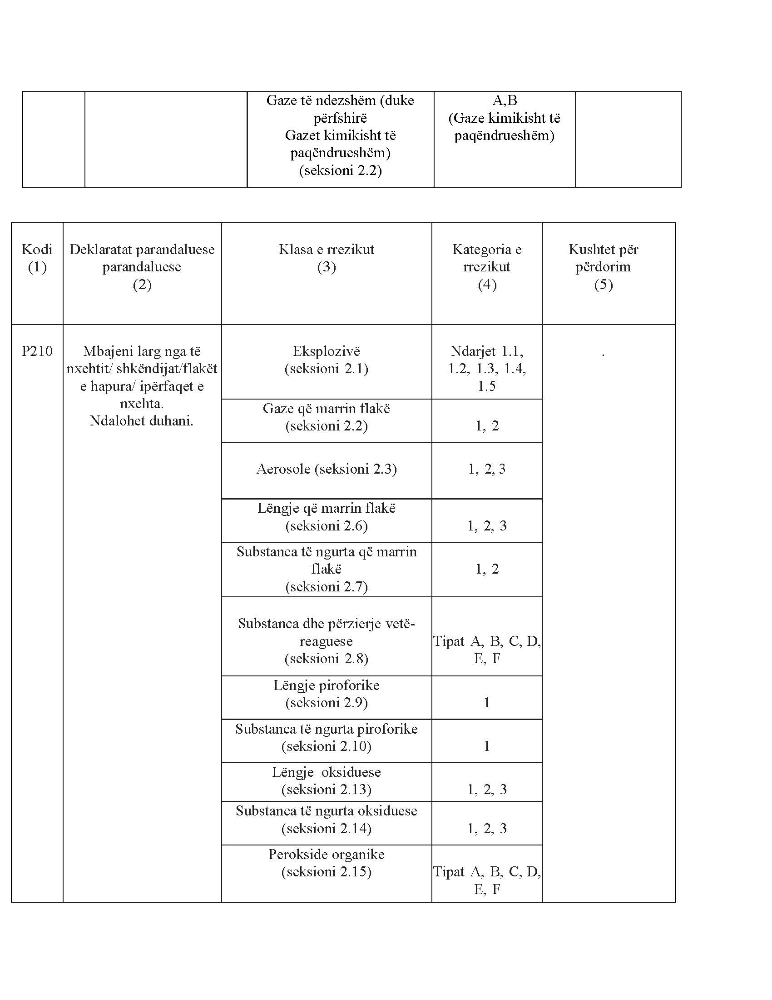 Gaze të ndezshëm (duke
përfshirë
Gazet kimikisht të
paqëndrueshëm)
(seksioni 2.2)
A,B
(Gaze kimikisht të
paqëndrueshëm)
Kodi
(1)
Deklaratat parandaluese
parandaluese
(2)
Klasa e rrezikut
(3)
Kategoria e
rrezikut
(4)
Kushtet për
përdorim
(5)
P210
Mbajeni larg nga të
nxehtit/ shkëndijat/flakët
e hapura/ ipërfaqet e
nxehta.
Ndalohet duhani.
Eksplozivë
(seksioni 2.1)
Ndarjet 1.1,
1.2, 1.3, 1.4,
1.5
.
Gaze që marrin flakë
(seksioni 2.2)
1, 2
Aerosole (seksioni 2.3)
1, 2, 3
Lëngje që marrin flakë
(seksioni 2.6)
1, 2, 3
Substanca të ngurta që marrin
flakë
(seksioni 2.7)
1, 2
Substanca dhe përzierje vetë-
reaguese
(seksioni 2.8)
Tipat A, B, C, D,
E, F
Lëngje piroforike
(seksioni 2.9)
1
Substanca të ngurta piroforike
(seksioni 2.10)
1
Lëngje  oksiduese
(seksioni 2.13)
1, 2, 3
Substanca të ngurta oksiduese
(seksioni 2.14)
1, 2, 3
Perokside organike
(seksioni 2.15)
Tipat A, B, C, D,
E, F